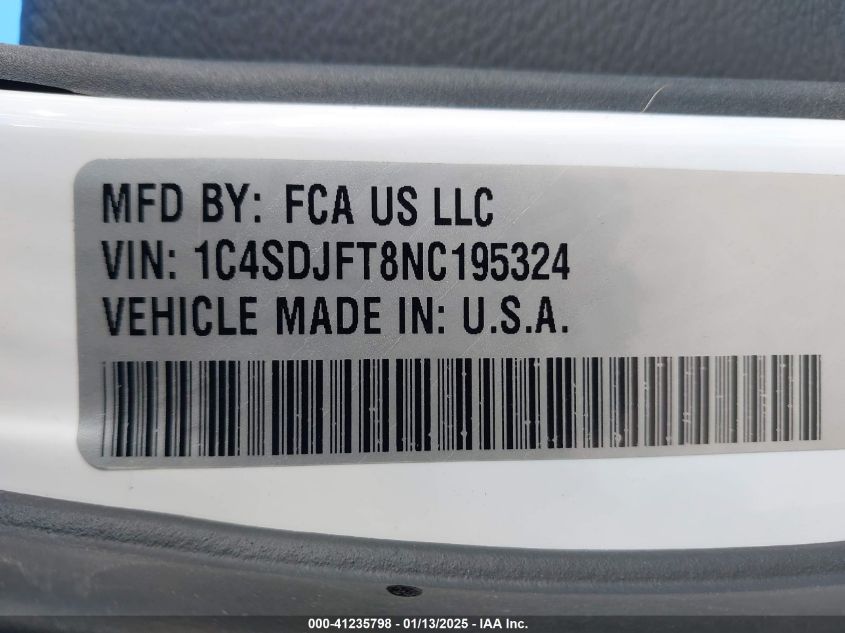 MFD BY: FCA US LLC
VIN: 1C4SDJFT8NC195324
VEHICLE MADE IN: U.S.A.
000-41235798 - 01/13/2025 - IAA Inc.